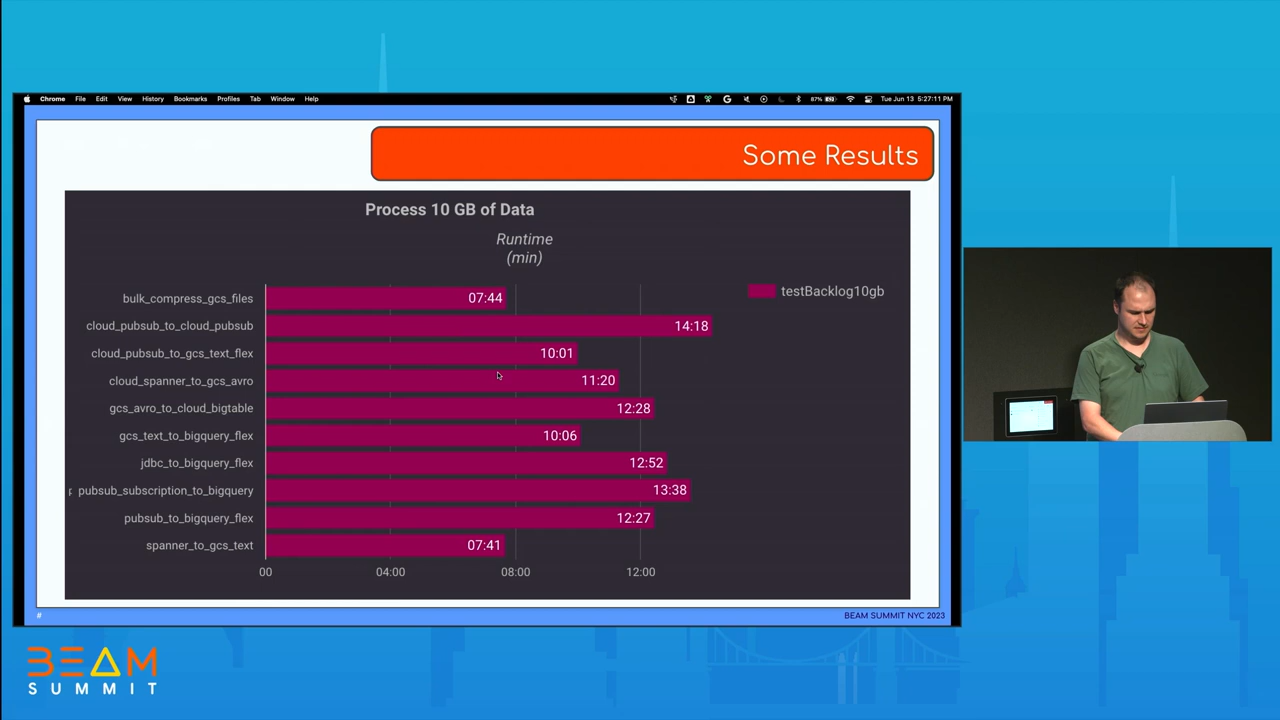 Chrome File Edit View History Bookmarks Profiles Tab Window Help
87% Tue Jun 13 5:27:11 PM
Some Results
Process 10 GB of Data
Runtime
(min)
testBacklog10gb
bulk_compress_gcs_files 07:44
cloud_pubsub_to_cloud_pubsub 14:18
cloud_pubsub_to_gcs_text_flex 10:01
cloud_spanner_to_gcs_avro 11:20
gcs_avro_to_cloud_bigtable 12:28
gcs_text_to_bigquery_flex 10:06
jdbc_to_bigquery_flex 12:52
pubsub_subscription_to_bigquery 13:38
pubsub_to_bigquery_flex 12:27
spanner_to_gcs_text 07:41
00 04:00 08:00 12:00
# BEAM SUMMIT NYC 2023
BEAM
SUMMIT